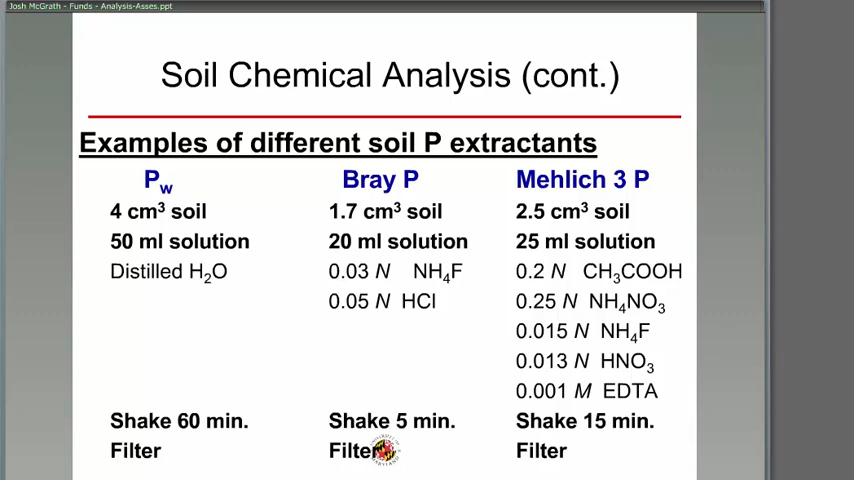 Josh McGrath - Funds - Analysis-Asses.ppt
Soil Chemical Analysis (cont.)
Examples of different soil P extractants
Pw Bray P Mehlich 3 P
4 cm³ soil 1.7 cm³ soil 2.5 cm³ soil
50 ml solution 20 ml solution 25 ml solution
Distilled H₂O 0.03 N NH₄F 0.2 N CH₃COOH
0.05 N HCl 0.25 N NH₄NO₃
0.015 N NH₄F
0.013 N HNO₃
0.001 M EDTA
Shake 60 min. Shake 5 min. Shake 15 min.
Filter Filter Filter